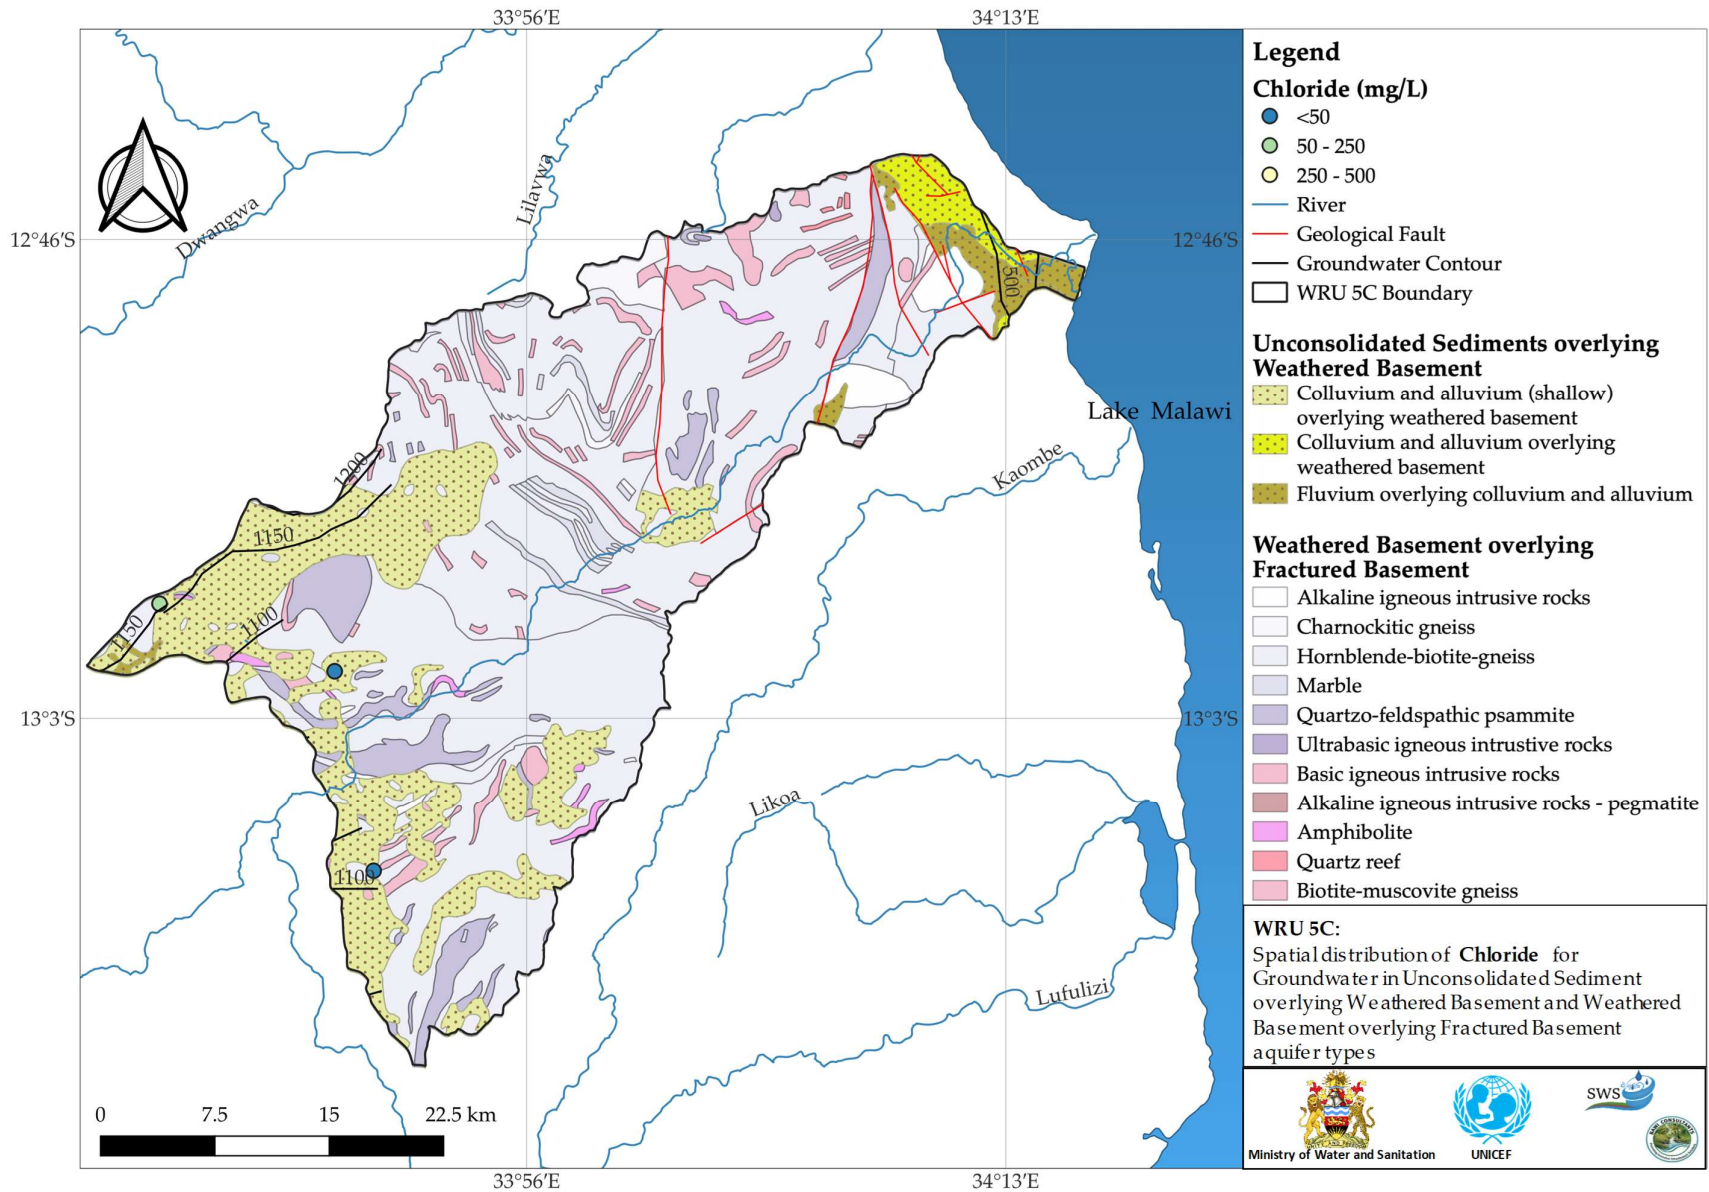 33°56′E
34°13′E
12°46′S
12°46′S
13°3′S
13°3′S
33°56′E
34°13′E
Dwangwa
Lilavwa
Lake Malawi
Kaombe
Likoa
Lufulizi
500
1200
1150
1150
1100
1100
0 7.5 15 22.5 km
Legend
Chloride (mg/L)
<50
50 - 250
250 - 500
River
Geological Fault
Groundwater Contour
WRU 5C Boundary
Unconsolidated Sediments overlying
Weathered Basement
Colluvium and alluvium (shallow)
overlying weathered basement
Colluvium and alluvium overlying
weathered basement
Fluvium overlying colluvium and alluvium
Weathered Basement overlying
Fractured Basement
Alkaline igneous intrusive rocks
Charnockitic gneiss
Hornblende-biotite-gneiss
Marble
Quartzo-feldspathic psammite
Ultrabasic igneous intrustive rocks
Basic igneous intrusive rocks
Alkaline igneous intrusive rocks - pegmatite
Amphibolite
Quartz reef
Biotite-muscovite gneiss
WRU 5C:
Spatial distribution of Chloride for
Groundwater in Unconsolidated Sediment
overlying Weathered Basement and Weathered
Basement overlying Fractured Basement
aquifer types
Ministry of Water and Sanitation
UNICEF
SWS